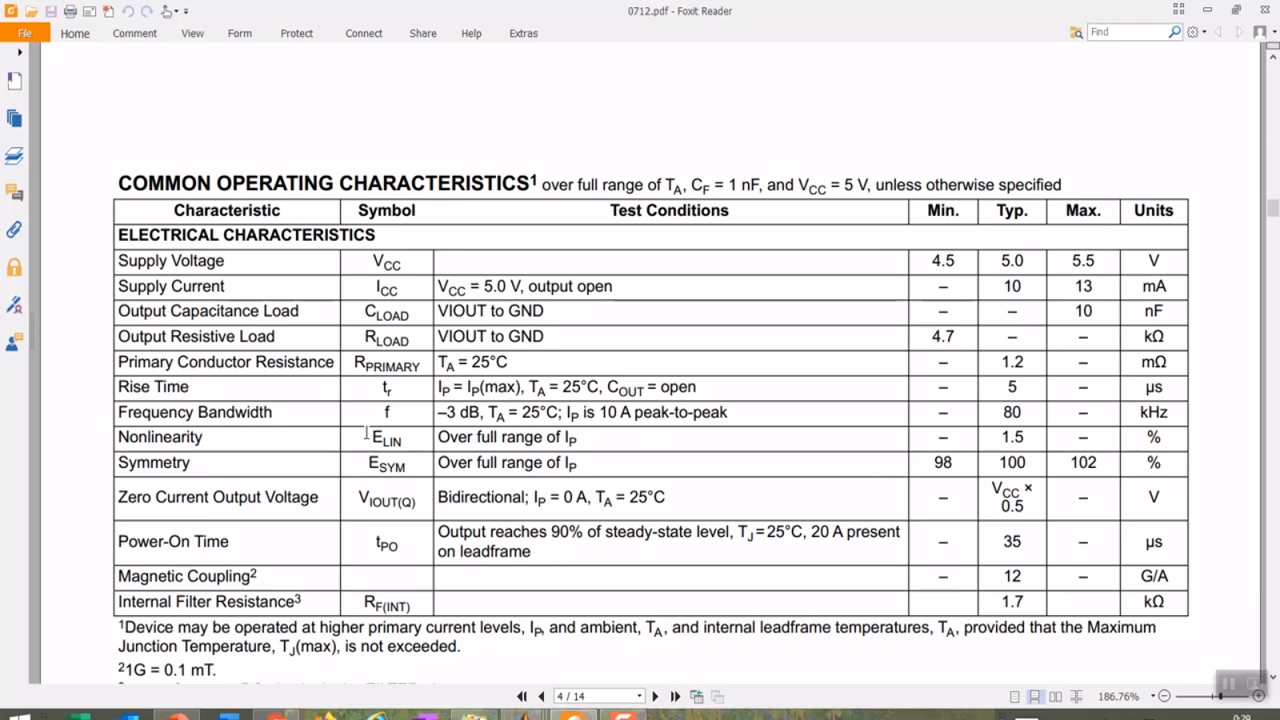 0712.pdf - Foxit Reader
File Home Comment View Form Protect Connect Share Help Extras Find
COMMON OPERATING CHARACTERISTICS1 over full range of TA, CF = 1 nF, and VCC = 5 V, unless otherwise specified
Characteristic Symbol Test Conditions Min. Typ. Max. Units
ELECTRICAL CHARACTERISTICS
Supply Voltage VCC 4.5 5.0 5.5 V
Supply Current ICC VCC = 5.0 V, output open – 10 13 mA
Output Capacitance Load CLOAD VIOUT to GND – – 10 nF
Output Resistive Load RLOAD VIOUT to GND 4.7 – – kΩ
Primary Conductor Resistance RPRIMARY TA = 25°C – 1.2 – mΩ
Rise Time tr IP = IP(max), TA = 25°C, COUT = open – 5 – μs
Frequency Bandwidth f –3 dB, TA = 25°C; IP is 10 A peak-to-peak – 80 – kHz
Nonlinearity ELIN Over full range of IP – 1.5 – %
Symmetry ESYM Over full range of IP 98 100 102 %
Zero Current Output Voltage VIOUT(Q) Bidirectional; IP = 0 A, TA = 25°C – VCC × 0.5 – V
Power-On Time tPO Output reaches 90% of steady-state level, TJ = 25°C, 20 A present
on leadframe – 35 – μs
Magnetic Coupling2 – 12 – G/A
Internal Filter Resistance3 RF(INT) 1.7 kΩ
1Device may be operated at higher primary current levels, IP, and ambient, TA, and internal leadframe temperatures, TA, provided that the Maximum
Junction Temperature, TJ(max), is not exceeded.
21G = 0.1 mT.
4 / 14 186.76%
0:29